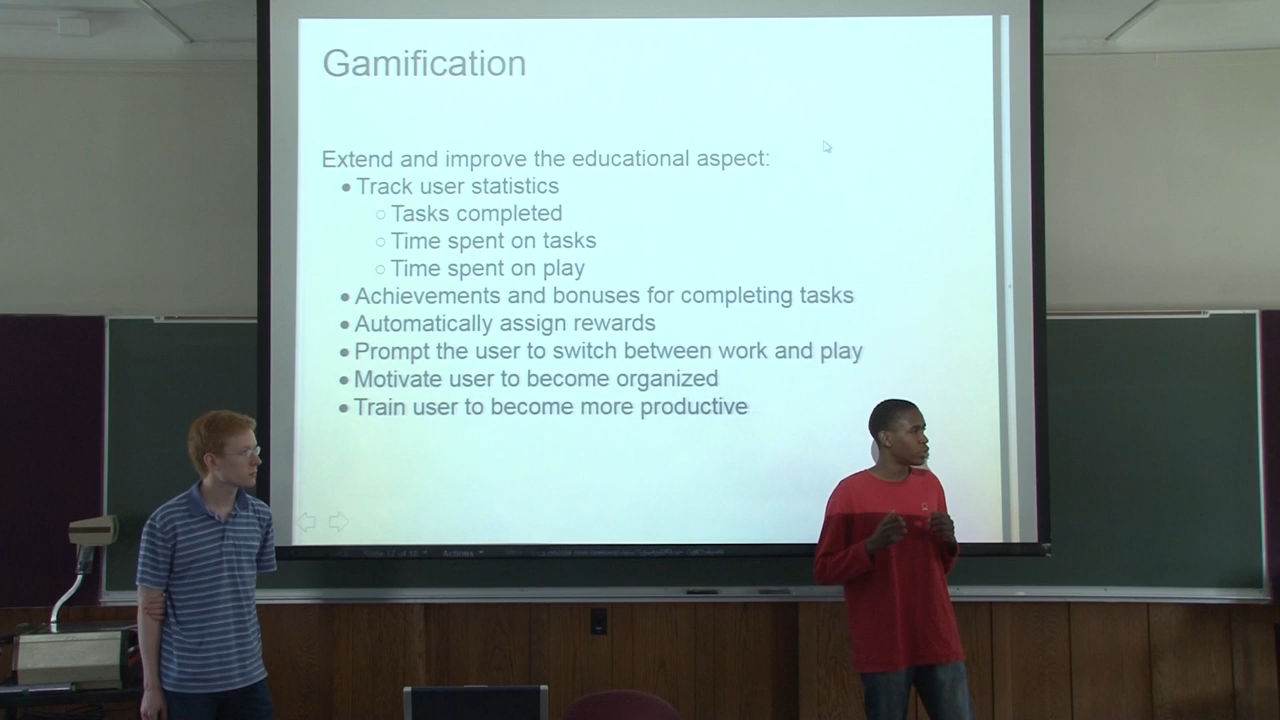 Gamification
Extend and improve the educational aspect:
• Track user statistics
○ Tasks completed
○ Time spent on tasks
○ Time spent on play
• Achievements and bonuses for completing tasks
• Automatically assign rewards
• Prompt the user to switch between work and play
• Motivate user to become organized
• Train user to become more productive
Actions